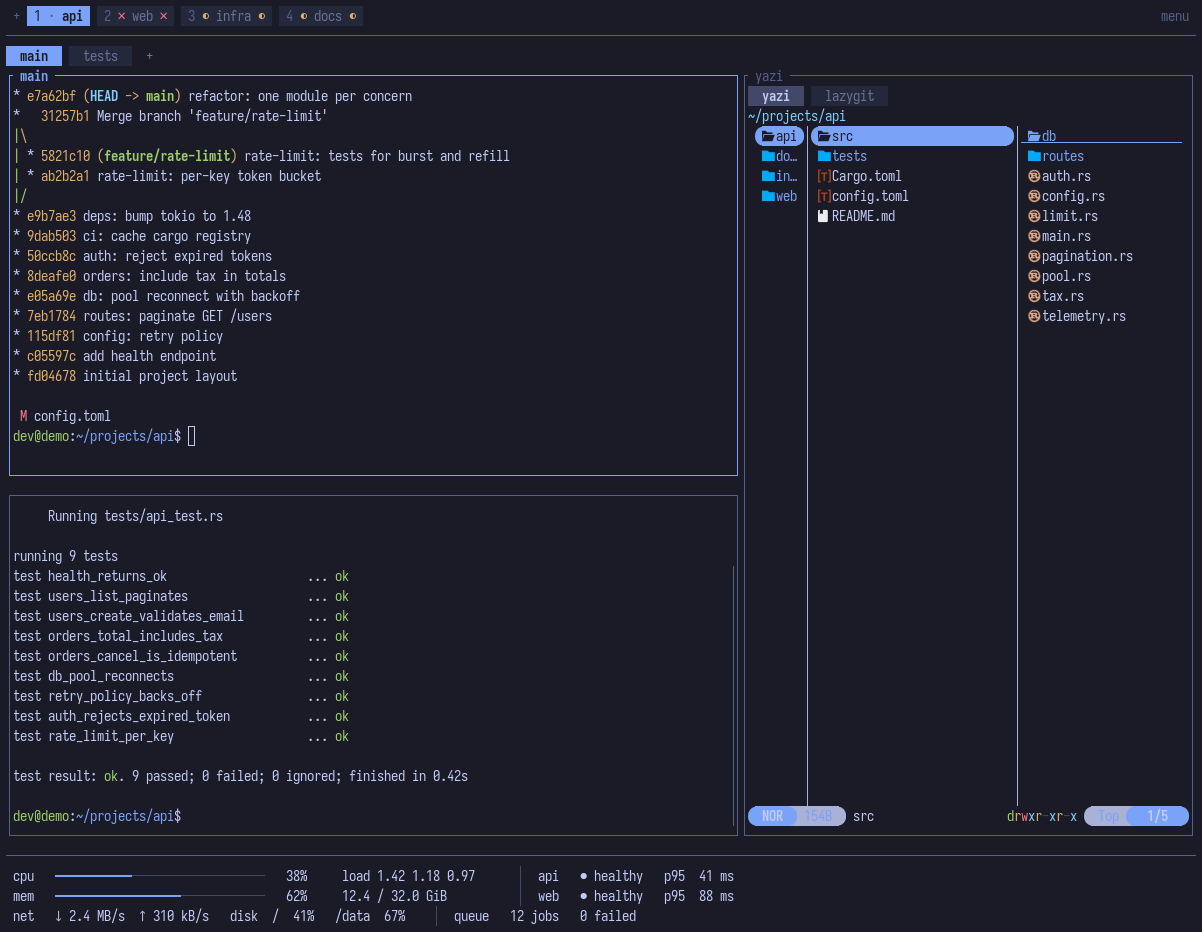 + 1 · api 2 × web × 3 ◐ infra ◐ 4 ◐ docs ◐ menu
main tests +
main
* e7a62bf (HEAD -> main) refactor: one module per concern
*   31257b1 Merge branch 'feature/rate-limit'
|\
| * 5821c10 (feature/rate-limit) rate-limit: tests for burst and refill
| * ab2b2a1 rate-limit: per-key token bucket
|/
* e9b7ae3 deps: bump tokio to 1.48
* 9dab503 ci: cache cargo registry
* 50ccb8c auth: reject expired tokens
* 8deafe0 orders: include tax in totals
* e05a69e db: pool reconnect with backoff
* 7eb1784 routes: paginate GET /users
* 115df81 config: retry policy
* c05597c add health endpoint
* fd04678 initial project layout
M config.toml
dev@demo:~/projects/api$
Running tests/api_test.rs
running 9 tests
test health_returns_ok ... ok
test users_list_paginates ... ok
test users_create_validates_email ... ok
test orders_total_includes_tax ... ok
test orders_cancel_is_idempotent ... ok
test db_pool_reconnects ... ok
test retry_policy_backs_off ... ok
test auth_rejects_expired_token ... ok
test rate_limit_per_key ... ok
test result: ok. 9 passed; 0 failed; 0 ignored; finished in 0.42s
dev@demo:~/projects/api$
yazi
yazi lazygit
~/projects/api
api
do…
in…
web
src
tests
[T] Cargo.toml
[T] config.toml
README.md
db
routes
auth.rs
config.rs
limit.rs
main.rs
pagination.rs
pool.rs
tax.rs
telemetry.rs
NOR 154B src drwxr-xr-x Top 1/5
cpu 38% load 1.42 1.18 0.97 api ● healthy p95 41 ms
mem 62% 12.4 / 32.0 GiB web ● healthy p95 88 ms
net ↓ 2.4 MB/s ↑ 310 kB/s disk / 41% /data 67% queue 12 jobs 0 failed